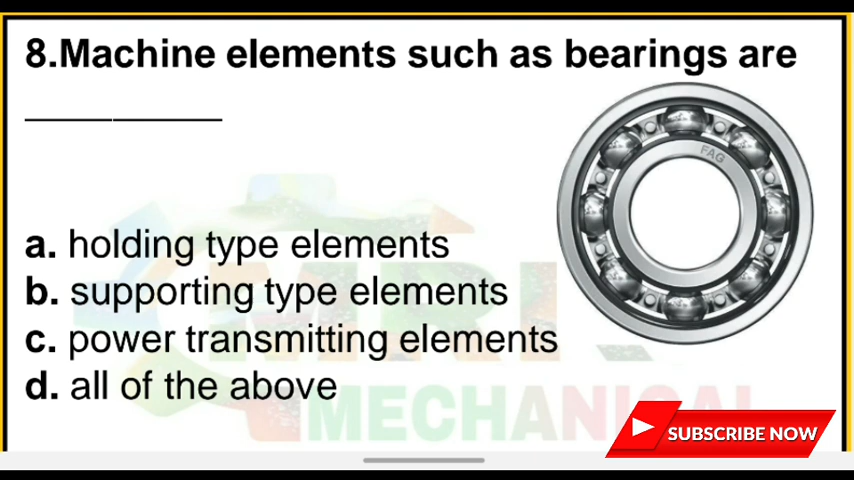 8.Machine elements such as bearings are
__________
FAG
a. holding type elements
b. supporting type elements
c. power transmitting elements
d. all of the above
MRI
MECHANICAL
SUBSCRIBE NOW